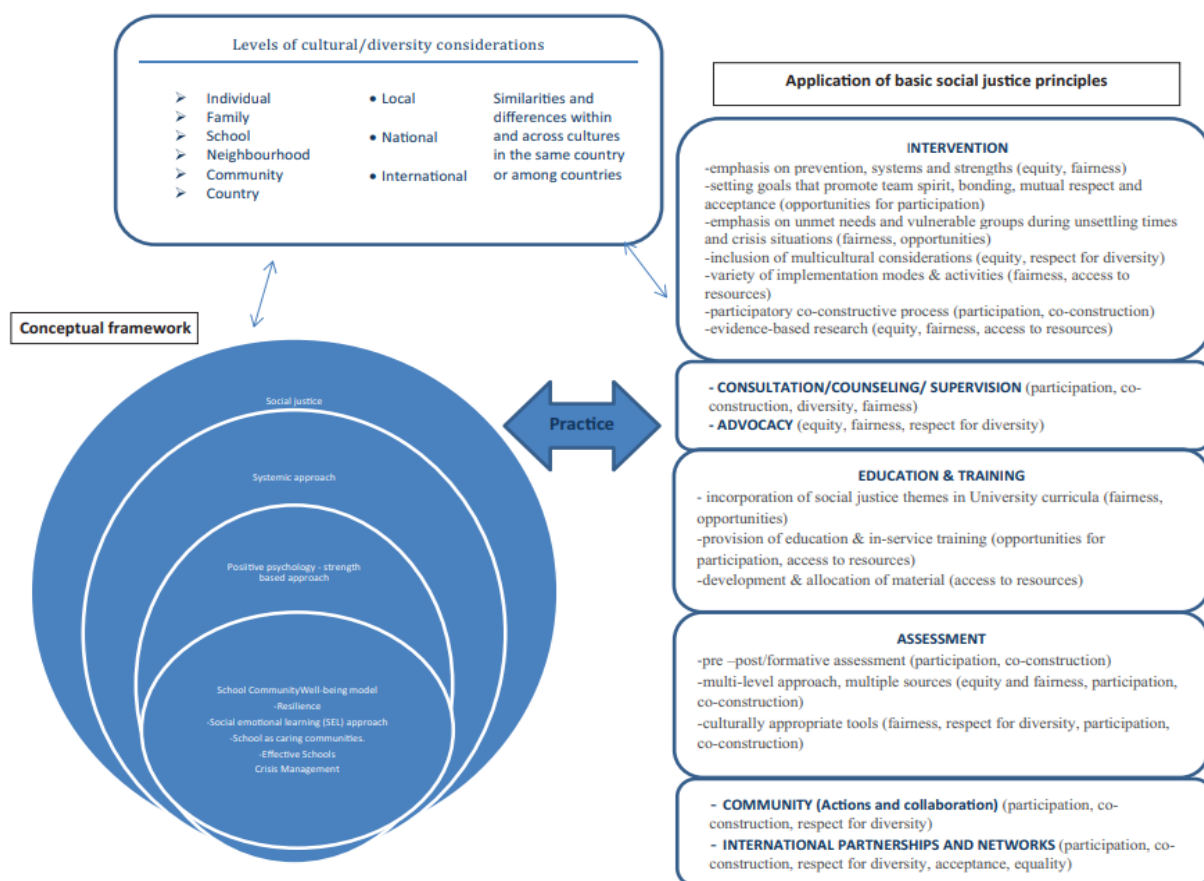 Levels of cultural/diversity considerations
➢ Individual
➢ Family
➢ School
➢ Neighbourhood
➢ Community
➢ Country
• Local
• National
• International
Similarities and
differences within
and across cultures
in the same country
or among countries
Conceptual framework
Social justice
Systemic approach
Posiitive psychology - strength
based approach
School CommunityWell-being model
-Resilience
-Social emotional learning (SEL) approach
-School as caring communities.
-Effective Schools
Crisis Management
Practice
Application of basic social justice principles
INTERVENTION
-emphasis on prevention, systems and strengths (equity, fairness)
-setting goals that promote team spirit, bonding, mutual respect and
acceptance (opportunities for participation)
-emphasis on unmet needs and vulnerable groups during unsettling times
and crisis situations (fairness, opportunities)
-inclusion of multicultural considerations (equity, respect for diversity)
-variety of implementation modes & activities (fairness, access to
resources)
-participatory co-constructive process (participation, co-construction)
-evidence-based research (equity, fairness, access to resources)
- CONSULTATION/COUNSELING/ SUPERVISION (participation, co-
construction, diversity, fairness)
- ADVOCACY (equity, fairness, respect for diversity)
EDUCATION & TRAINING
- incorporation of social justice themes in University curricula (fairness,
opportunities)
-provision of education & in-service training (opportunities for
participation, access to resources)
-development & allocation of material (access to resources)
ASSESSMENT
-pre –post/formative assessment (participation, co-construction)
-multi-level approach, multiple sources (equity and fairness, participation,
co-construction)
-culturally appropriate tools (fairness, respect for diversity, participation,
co-construction)
- COMMUNITY (Actions and collaboration) (participation, co-
construction, respect for diversity)
- INTERNATIONAL PARTNERSHIPS AND NETWORKS (participation, co-
construction, respect for diversity, acceptance, equality)